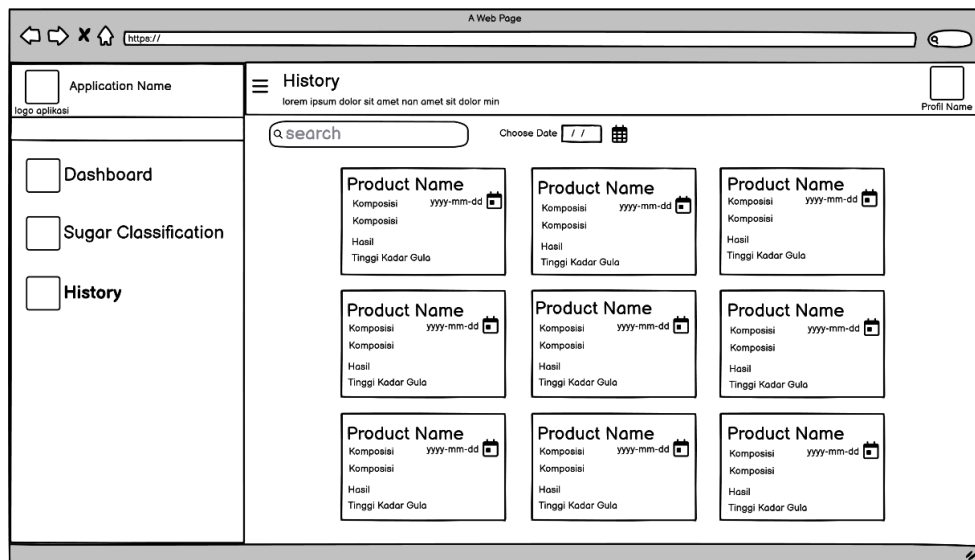 A Web Page
https://
Application Name
logo aplikasi
History
lorem ipsum dolor sit amet nan amet sit dolor min
Profil Name
search
Choose Date / /
Dashboard
Sugar Classification
History
Product Name
Komposisi yyyy-mm-dd
Komposisi
Hasil
Tinggi Kadar Gula
Product Name
Komposisi yyyy-mm-dd
Komposisi
Hasil
Tinggi Kadar Gula
Product Name
Komposisi yyyy-mm-dd
Komposisi
Hasil
Tinggi Kadar Gula
Product Name
Komposisi yyyy-mm-dd
Komposisi
Hasil
Tinggi Kadar Gula
Product Name
Komposisi yyyy-mm-dd
Komposisi
Hasil
Tinggi Kadar Gula
Product Name
Komposisi yyyy-mm-dd
Komposisi
Hasil
Tinggi Kadar Gula
Product Name
Komposisi yyyy-mm-dd
Komposisi
Hasil
Tinggi Kadar Gula
Product Name
Komposisi yyyy-mm-dd
Komposisi
Hasil
Tinggi Kadar Gula
Product Name
Komposisi yyyy-mm-dd
Komposisi
Hasil
Tinggi Kadar Gula